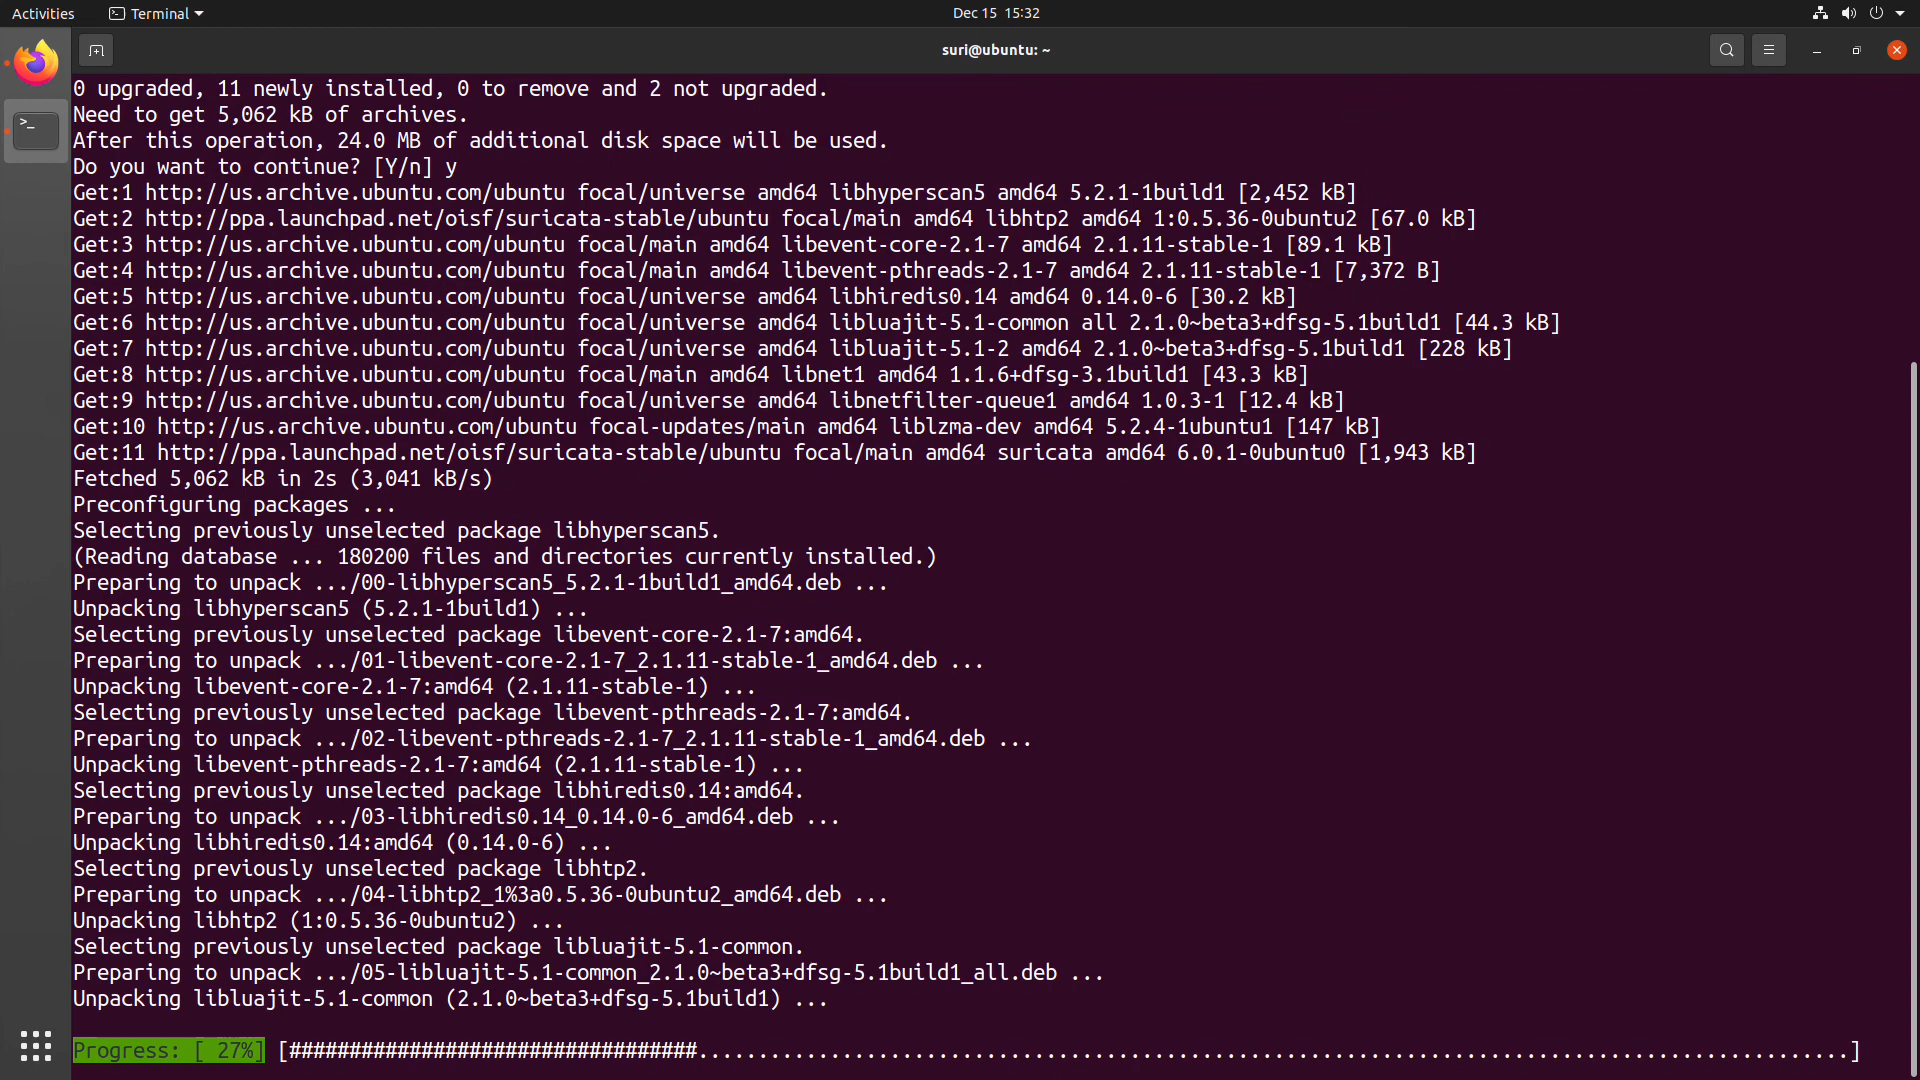 Activities
Terminal
Dec 15 15:32
suri@ubuntu: ~
>_
0 upgraded, 11 newly installed, 0 to remove and 2 not upgraded.
Need to get 5,062 kB of archives.
After this operation, 24.0 MB of additional disk space will be used.
Do you want to continue? [Y/n] y
Get:1 http://us.archive.ubuntu.com/ubuntu focal/universe amd64 libhyperscan5 amd64 5.2.1-1build1 [2,452 kB]
Get:2 http://ppa.launchpad.net/oisf/suricata-stable/ubuntu focal/main amd64 libhtp2 amd64 1:0.5.36-0ubuntu2 [67.0 kB]
Get:3 http://us.archive.ubuntu.com/ubuntu focal/main amd64 libevent-core-2.1-7 amd64 2.1.11-stable-1 [89.1 kB]
Get:4 http://us.archive.ubuntu.com/ubuntu focal/main amd64 libevent-pthreads-2.1-7 amd64 2.1.11-stable-1 [7,372 B]
Get:5 http://us.archive.ubuntu.com/ubuntu focal/universe amd64 libhiredis0.14 amd64 0.14.0-6 [30.2 kB]
Get:6 http://us.archive.ubuntu.com/ubuntu focal/universe amd64 libluajit-5.1-common all 2.1.0~beta3+dfsg-5.1build1 [44.3 kB]
Get:7 http://us.archive.ubuntu.com/ubuntu focal/universe amd64 libluajit-5.1-2 amd64 2.1.0~beta3+dfsg-5.1build1 [228 kB]
Get:8 http://us.archive.ubuntu.com/ubuntu focal/main amd64 libnet1 amd64 1.1.6+dfsg-3.1build1 [43.3 kB]
Get:9 http://us.archive.ubuntu.com/ubuntu focal/universe amd64 libnetfilter-queue1 amd64 1.0.3-1 [12.4 kB]
Get:10 http://us.archive.ubuntu.com/ubuntu focal-updates/main amd64 liblzma-dev amd64 5.2.4-1ubuntu1 [147 kB]
Get:11 http://ppa.launchpad.net/oisf/suricata-stable/ubuntu focal/main amd64 suricata amd64 6.0.1-0ubuntu0 [1,943 kB]
Fetched 5,062 kB in 2s (3,041 kB/s)
Preconfiguring packages ...
Selecting previously unselected package libhyperscan5.
(Reading database ... 180200 files and directories currently installed.)
Preparing to unpack .../00-libhyperscan5_5.2.1-1build1_amd64.deb ...
Unpacking libhyperscan5 (5.2.1-1build1) ...
Selecting previously unselected package libevent-core-2.1-7:amd64.
Preparing to unpack .../01-libevent-core-2.1-7_2.1.11-stable-1_amd64.deb ...
Unpacking libevent-core-2.1-7:amd64 (2.1.11-stable-1) ...
Selecting previously unselected package libevent-pthreads-2.1-7:amd64.
Preparing to unpack .../02-libevent-pthreads-2.1-7_2.1.11-stable-1_amd64.deb ...
Unpacking libevent-pthreads-2.1-7:amd64 (2.1.11-stable-1) ...
Selecting previously unselected package libhiredis0.14:amd64.
Preparing to unpack .../03-libhiredis0.14_0.14.0-6_amd64.deb ...
Unpacking libhiredis0.14:amd64 (0.14.0-6) ...
Selecting previously unselected package libhtp2.
Preparing to unpack .../04-libhtp2_1%3a0.5.36-0ubuntu2_amd64.deb ...
Unpacking libhtp2 (1:0.5.36-0ubuntu2) ...
Selecting previously unselected package libluajit-5.1-common.
Preparing to unpack .../05-libluajit-5.1-common_2.1.0~beta3+dfsg-5.1build1_all.deb ...
Unpacking libluajit-5.1-common (2.1.0~beta3+dfsg-5.1build1) ...
Progress: [ 27%] [##################################................................................................................]